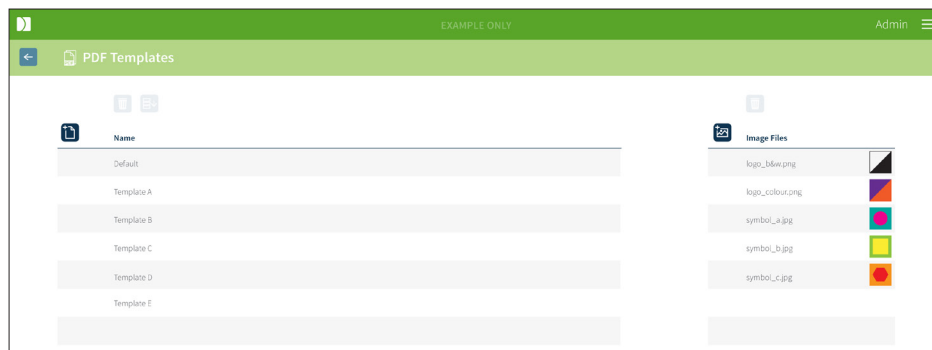 EXAMPLE ONLY
Admin
PDF Templates
Name
Default
Template A
Template B
Template C
Template D
Template E
Image Files
logo_b&w.png
logo_colour.png
symbol_a.jpg
symbol_b.jpg
symbol_c.jpg